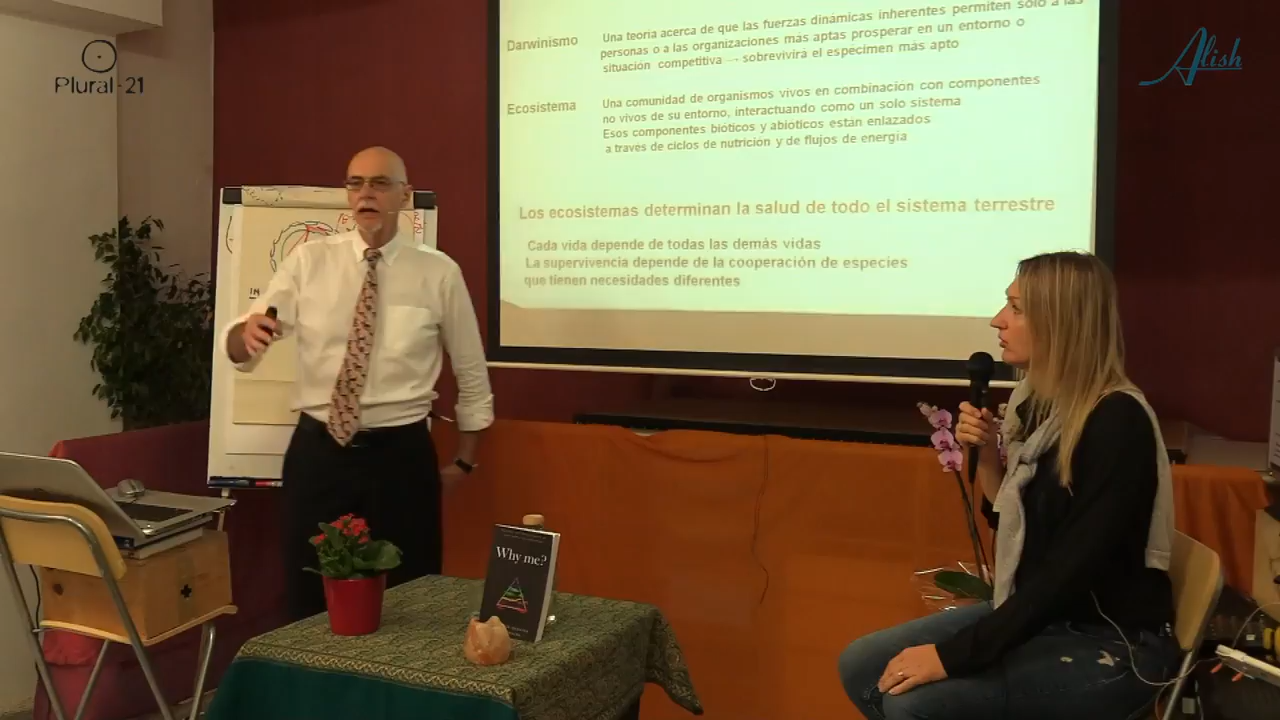 Plural-21
Alish
Darwinismo
Una teoría acerca de que las fuerzas dinámicas inherentes permiten sólo a las
personas o a las organizaciones más aptas prosperar en un entorno o
situación competitiva → sobrevivirá el espécimen más apto
Ecosistema
Una comunidad de organismos vivos en combinación con componentes
no vivos de su entorno, interactuando como un solo sistema
Esos componentes bióticos y abióticos están enlazados
a través de ciclos de nutrición y de flujos de energía
Los ecosistemas determinan la salud de todo el sistema terrestre
Cada vida depende de todas las demás vidas
La supervivencia depende de la cooperación de especies
que tienen necesidades diferentes
IN
Why me?